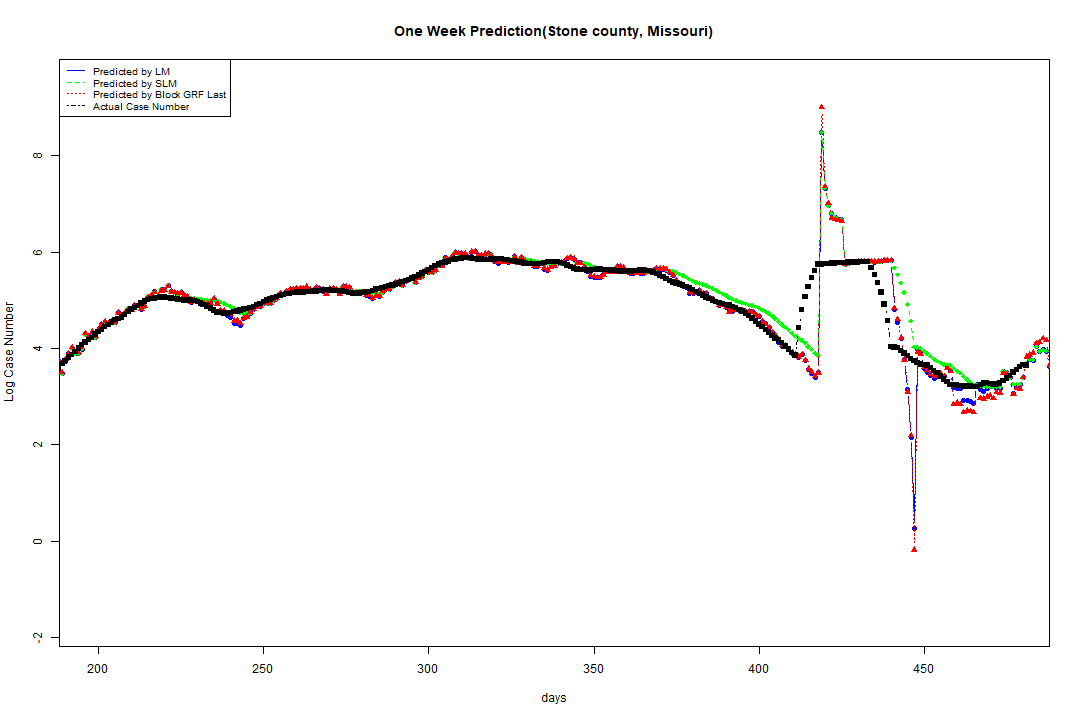 One Week Prediction(Stone county, Missouri)
Predicted by LM
Predicted by SLM
Predicted by Block GRF Last
Actual Case Number
Log Case Number
8
6
4
2
0
-2
200 250 300 350 400 450
days